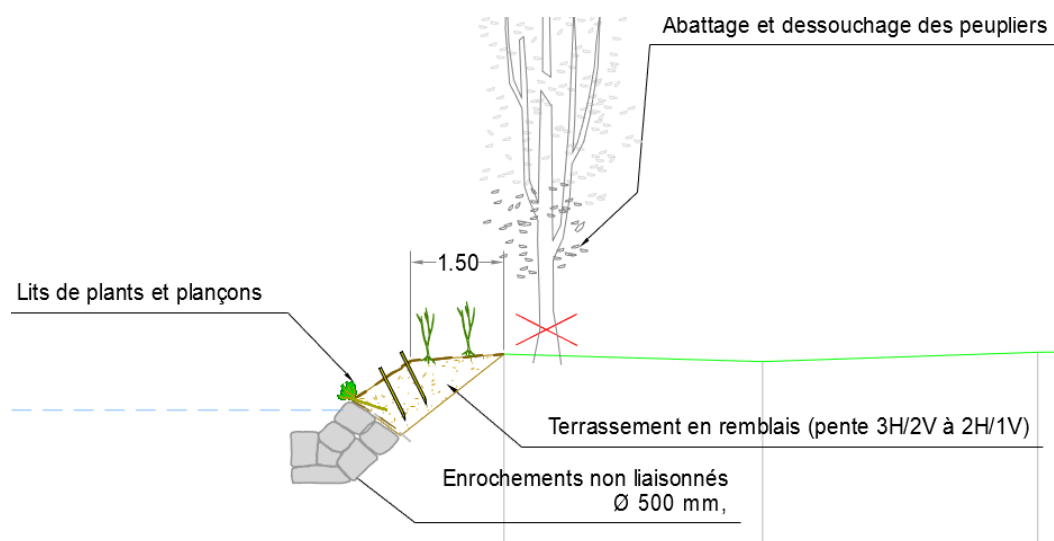 Abattage et dessouchage des peupliers
1.50
Lits de plants et plançons
Terrassement en remblais (pente 3H/2V à 2H/1V)
Enrochements non liaisonnés
Ø 500 mm,